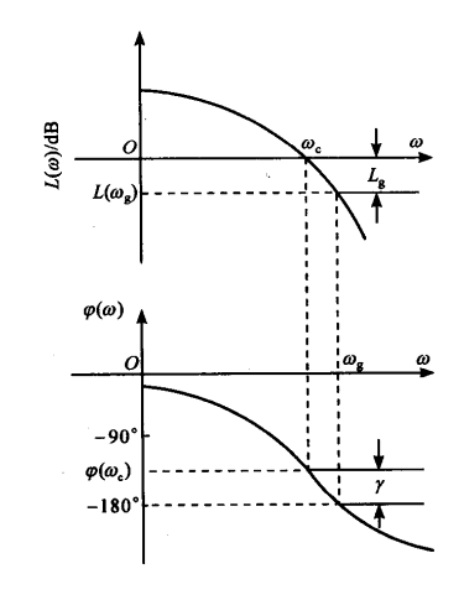 L(ω)/dB
O
ω_c
ω
L_g
L(ω_g)
φ(ω)
O
ω_g
ω
−90°
φ(ω_c)
γ
−180°